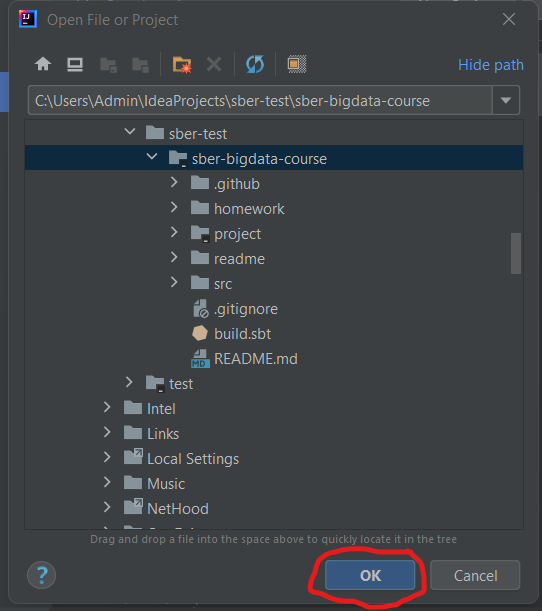 Open File or Project
Hide path
C:\Users\Admin\IdeaProjects\sber-test\sber-bigdata-course
sber-test
sber-bigdata-course
.github
homework
project
readme
src
.gitignore
build.sbt
MD README.md
test
Intel
Links
Local Settings
Music
NetHood
Drag and drop a file into the space above to quickly locate it in the tree
? OK Cancel